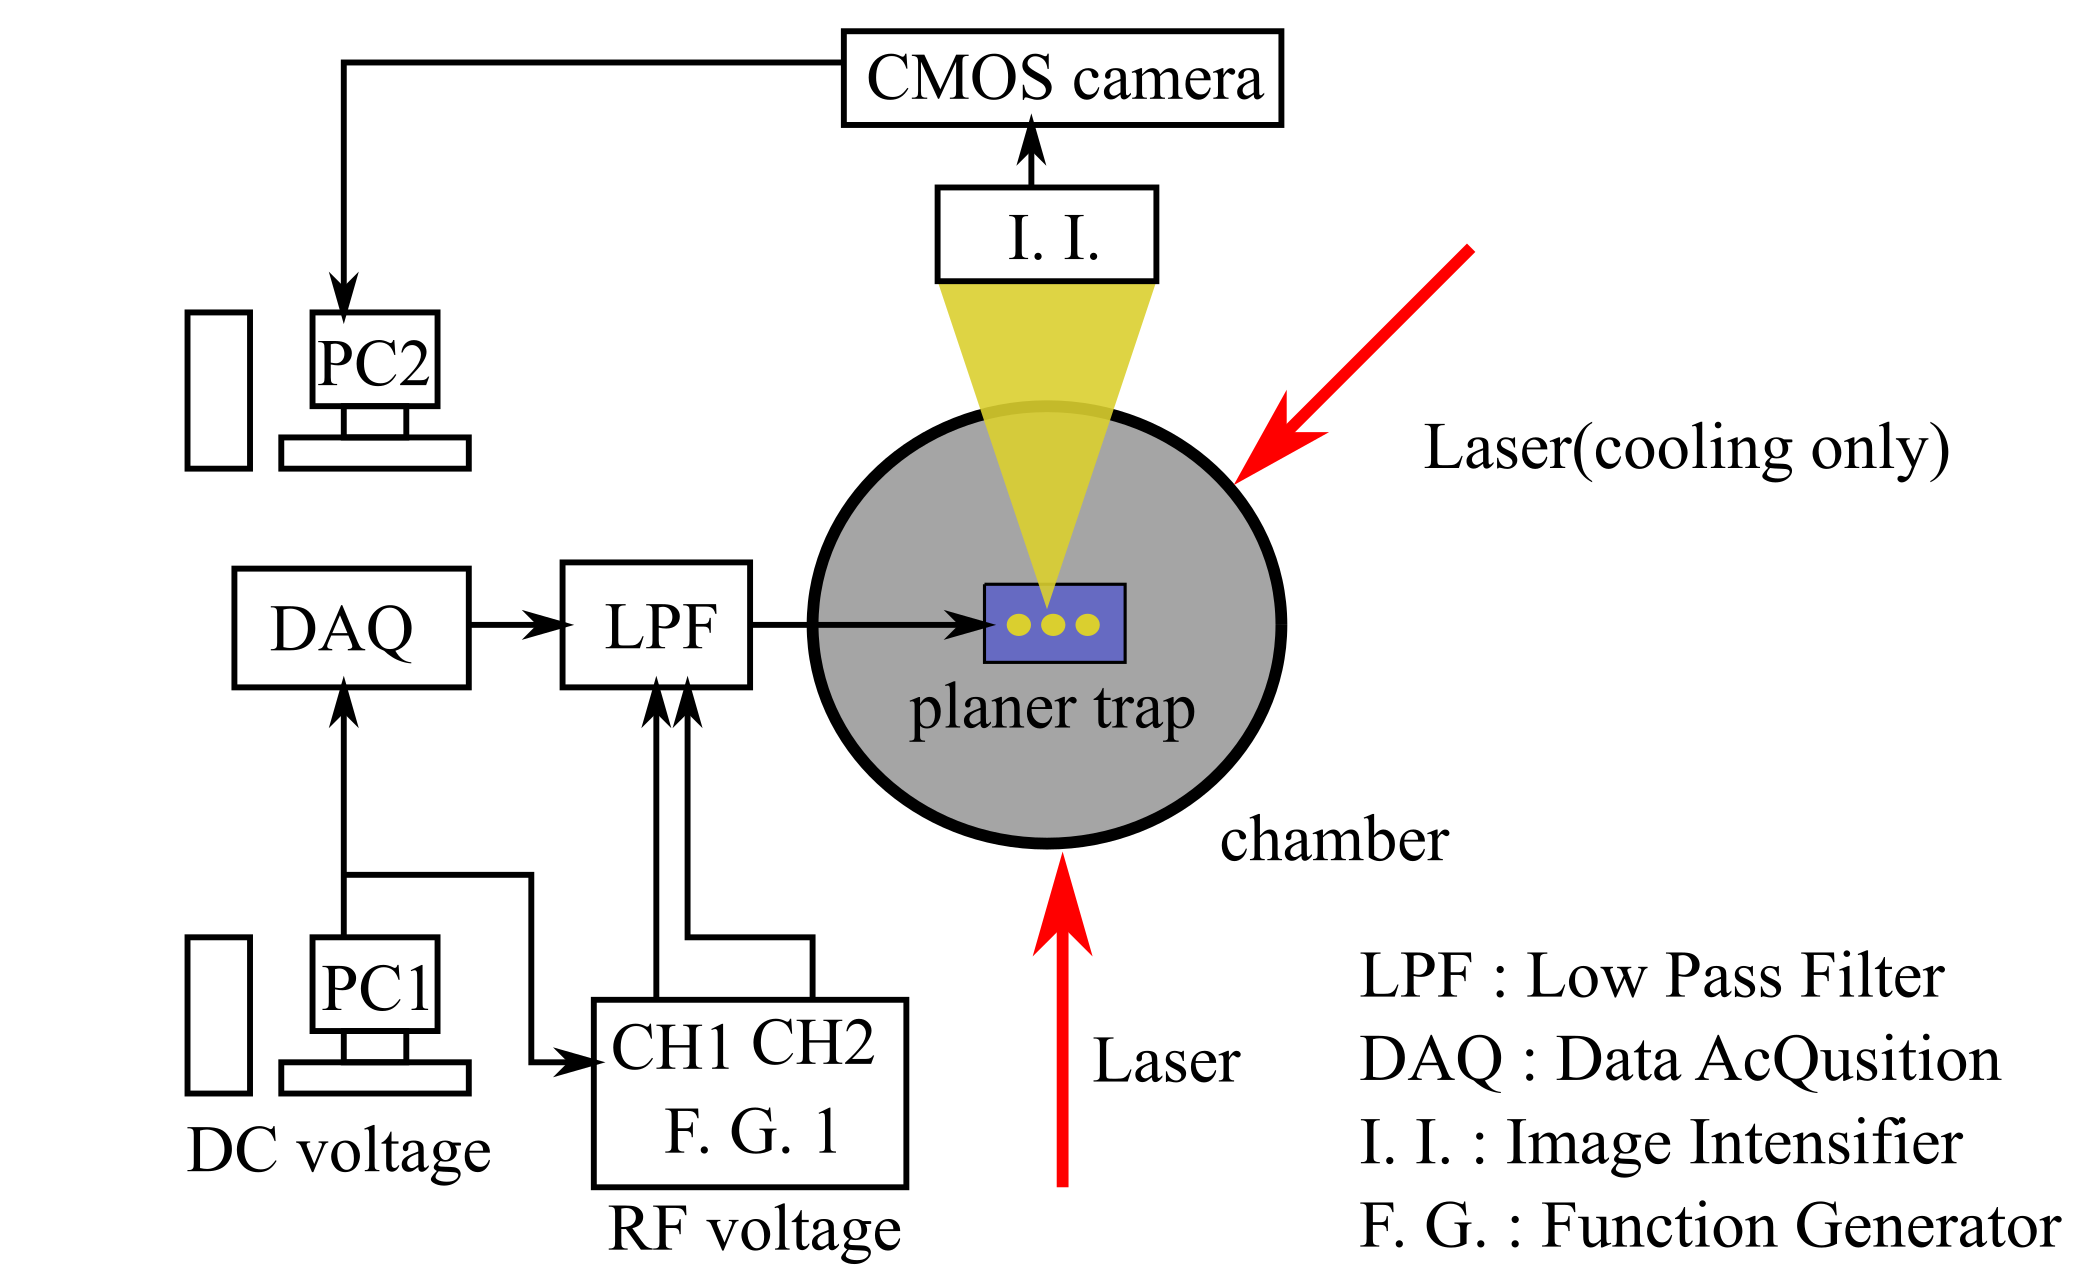 CMOS camera
I. I.
PC2
Laser(cooling only)
DAQ
LPF
planer trap
chamber
PC1
DC voltage
CH1 CH2
F. G. 1
RF voltage
Laser
LPF : Low Pass Filter
DAQ : Data AcQusition
I. I. : Image Intensifier
F. G. : Function Generator